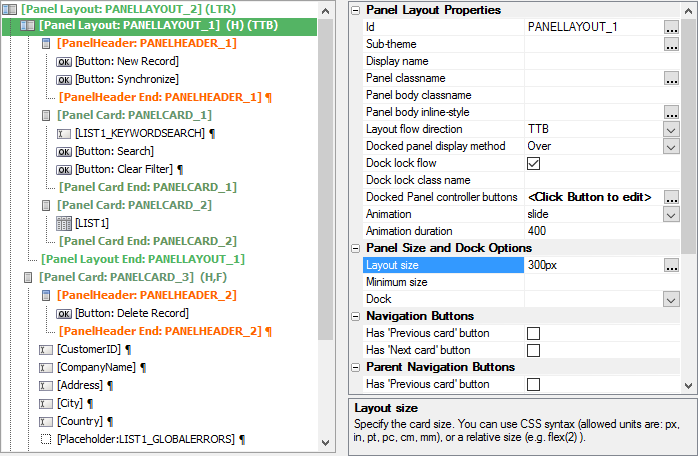 [Panel Layout: PANELLAYOUT_2] (LTR)
[Panel Layout: PANELLAYOUT_1] (H) (TTB)
[PanelHeader: PANELHEADER_1]
OK [Button: New Record]
OK [Button: Synchronize]
[PanelHeader End: PANELHEADER_1] ¶
[Panel Card: PANELCARD_1]
[LIST1_KEYWORDSEARCH] ¶
OK [Button: Search]
OK [Button: Clear Filter] ¶
[Panel Card End: PANELCARD_1]
[Panel Card: PANELCARD_2]
[LIST1]
[Panel Card End: PANELCARD_2]
[Panel Layout End: PANELLAYOUT_1]
[Panel Card: PANELCARD_3] (H,F)
[PanelHeader: PANELHEADER_2]
OK [Button: Delete Record]
[PanelHeader End: PANELHEADER_2] ¶
[CustomerID] ¶
[CompanyName] ¶
[Address] ¶
[City] ¶
[Country] ¶
[Placeholder:LIST1_GLOBALERRORS] ¶
Panel Layout Properties
Id PANELLAYOUT_1 ...
Sub-theme ...
Display name
Panel classname ...
Panel body classname
Panel body inline-style ...
Layout flow direction TTB
Docked panel display method Over
Dock lock flow
Dock lock class name
Docked Panel controller buttons <Click Button to edit> ...
Animation slide
Animation duration 400
Panel Size and Dock Options
Layout size 300px ...
Minimum size
Dock
Navigation Buttons
Has 'Previous card' button
Has 'Next card' button
Parent Navigation Buttons
Has 'Previous card' button
Layout size
Specify the card size. You can use CSS syntax (allowed units are: px,
in, pt, pc, cm, mm), or a relative size (e.g. flex(2) ).